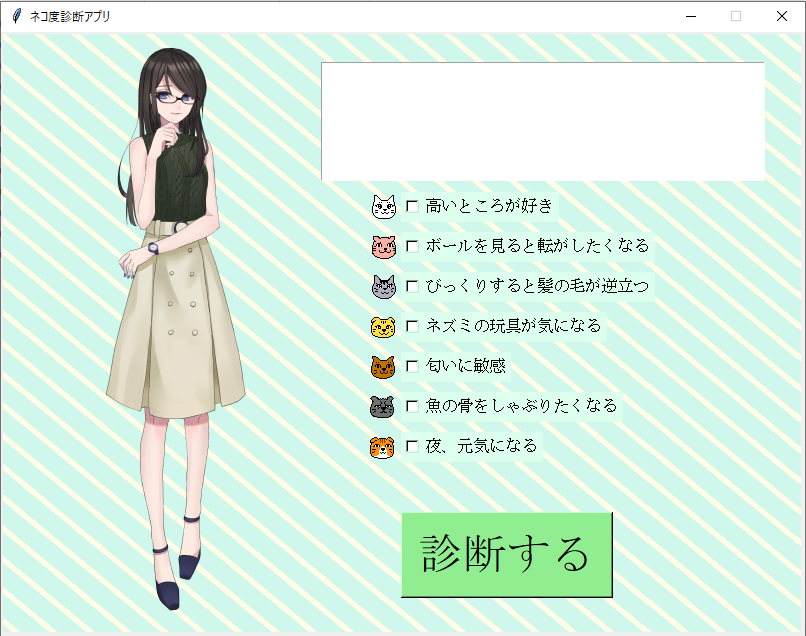 ネコ度診断アプリ
高いところが好き
ボールを見ると転がしたくなる
びっくりすると髪の毛が逆立つ
ネズミの玩具が気になる
匂いに敏感
魚の骨をしゃぶりたくなる
夜、元気になる
診断する